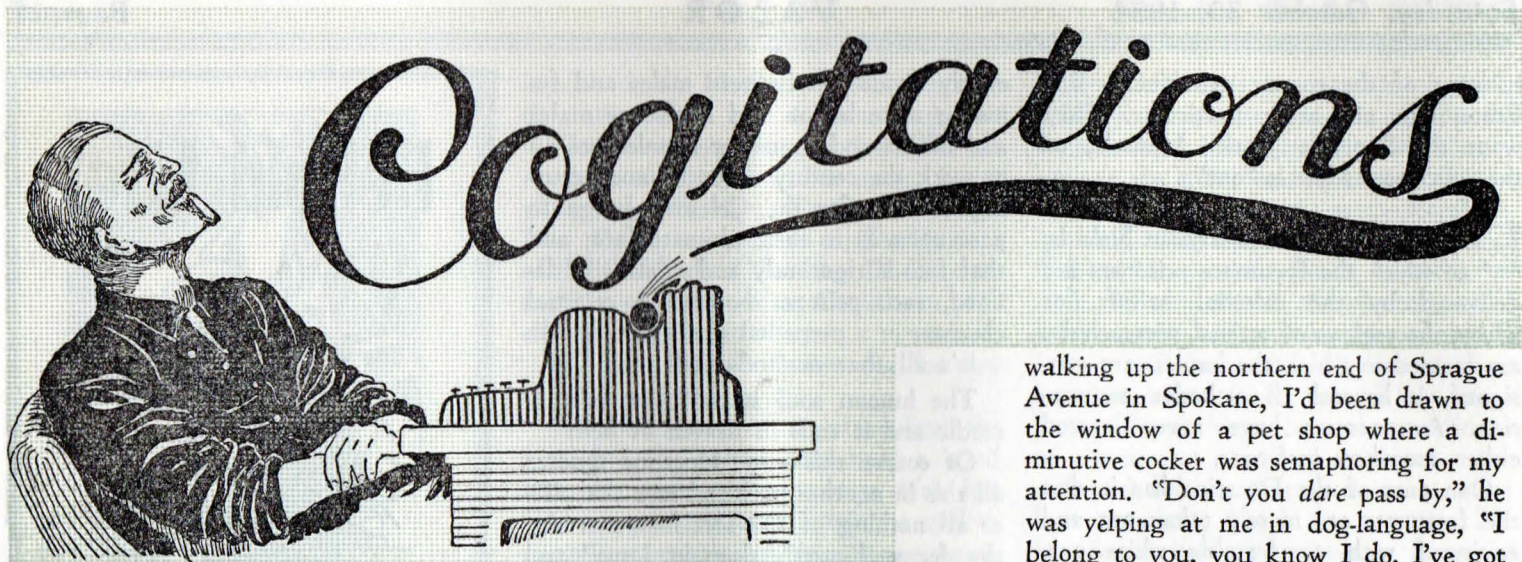 Cogitations
walking up the northern end of Sprague
Avenue in Spokane, I'd been drawn to
the window of a pet shop where a di-
minutive cocker was semaphoring for my
attention. "Don't you dare pass by," he
was yelping at me in dog-language, "I
belong to you, you know I do. I've got